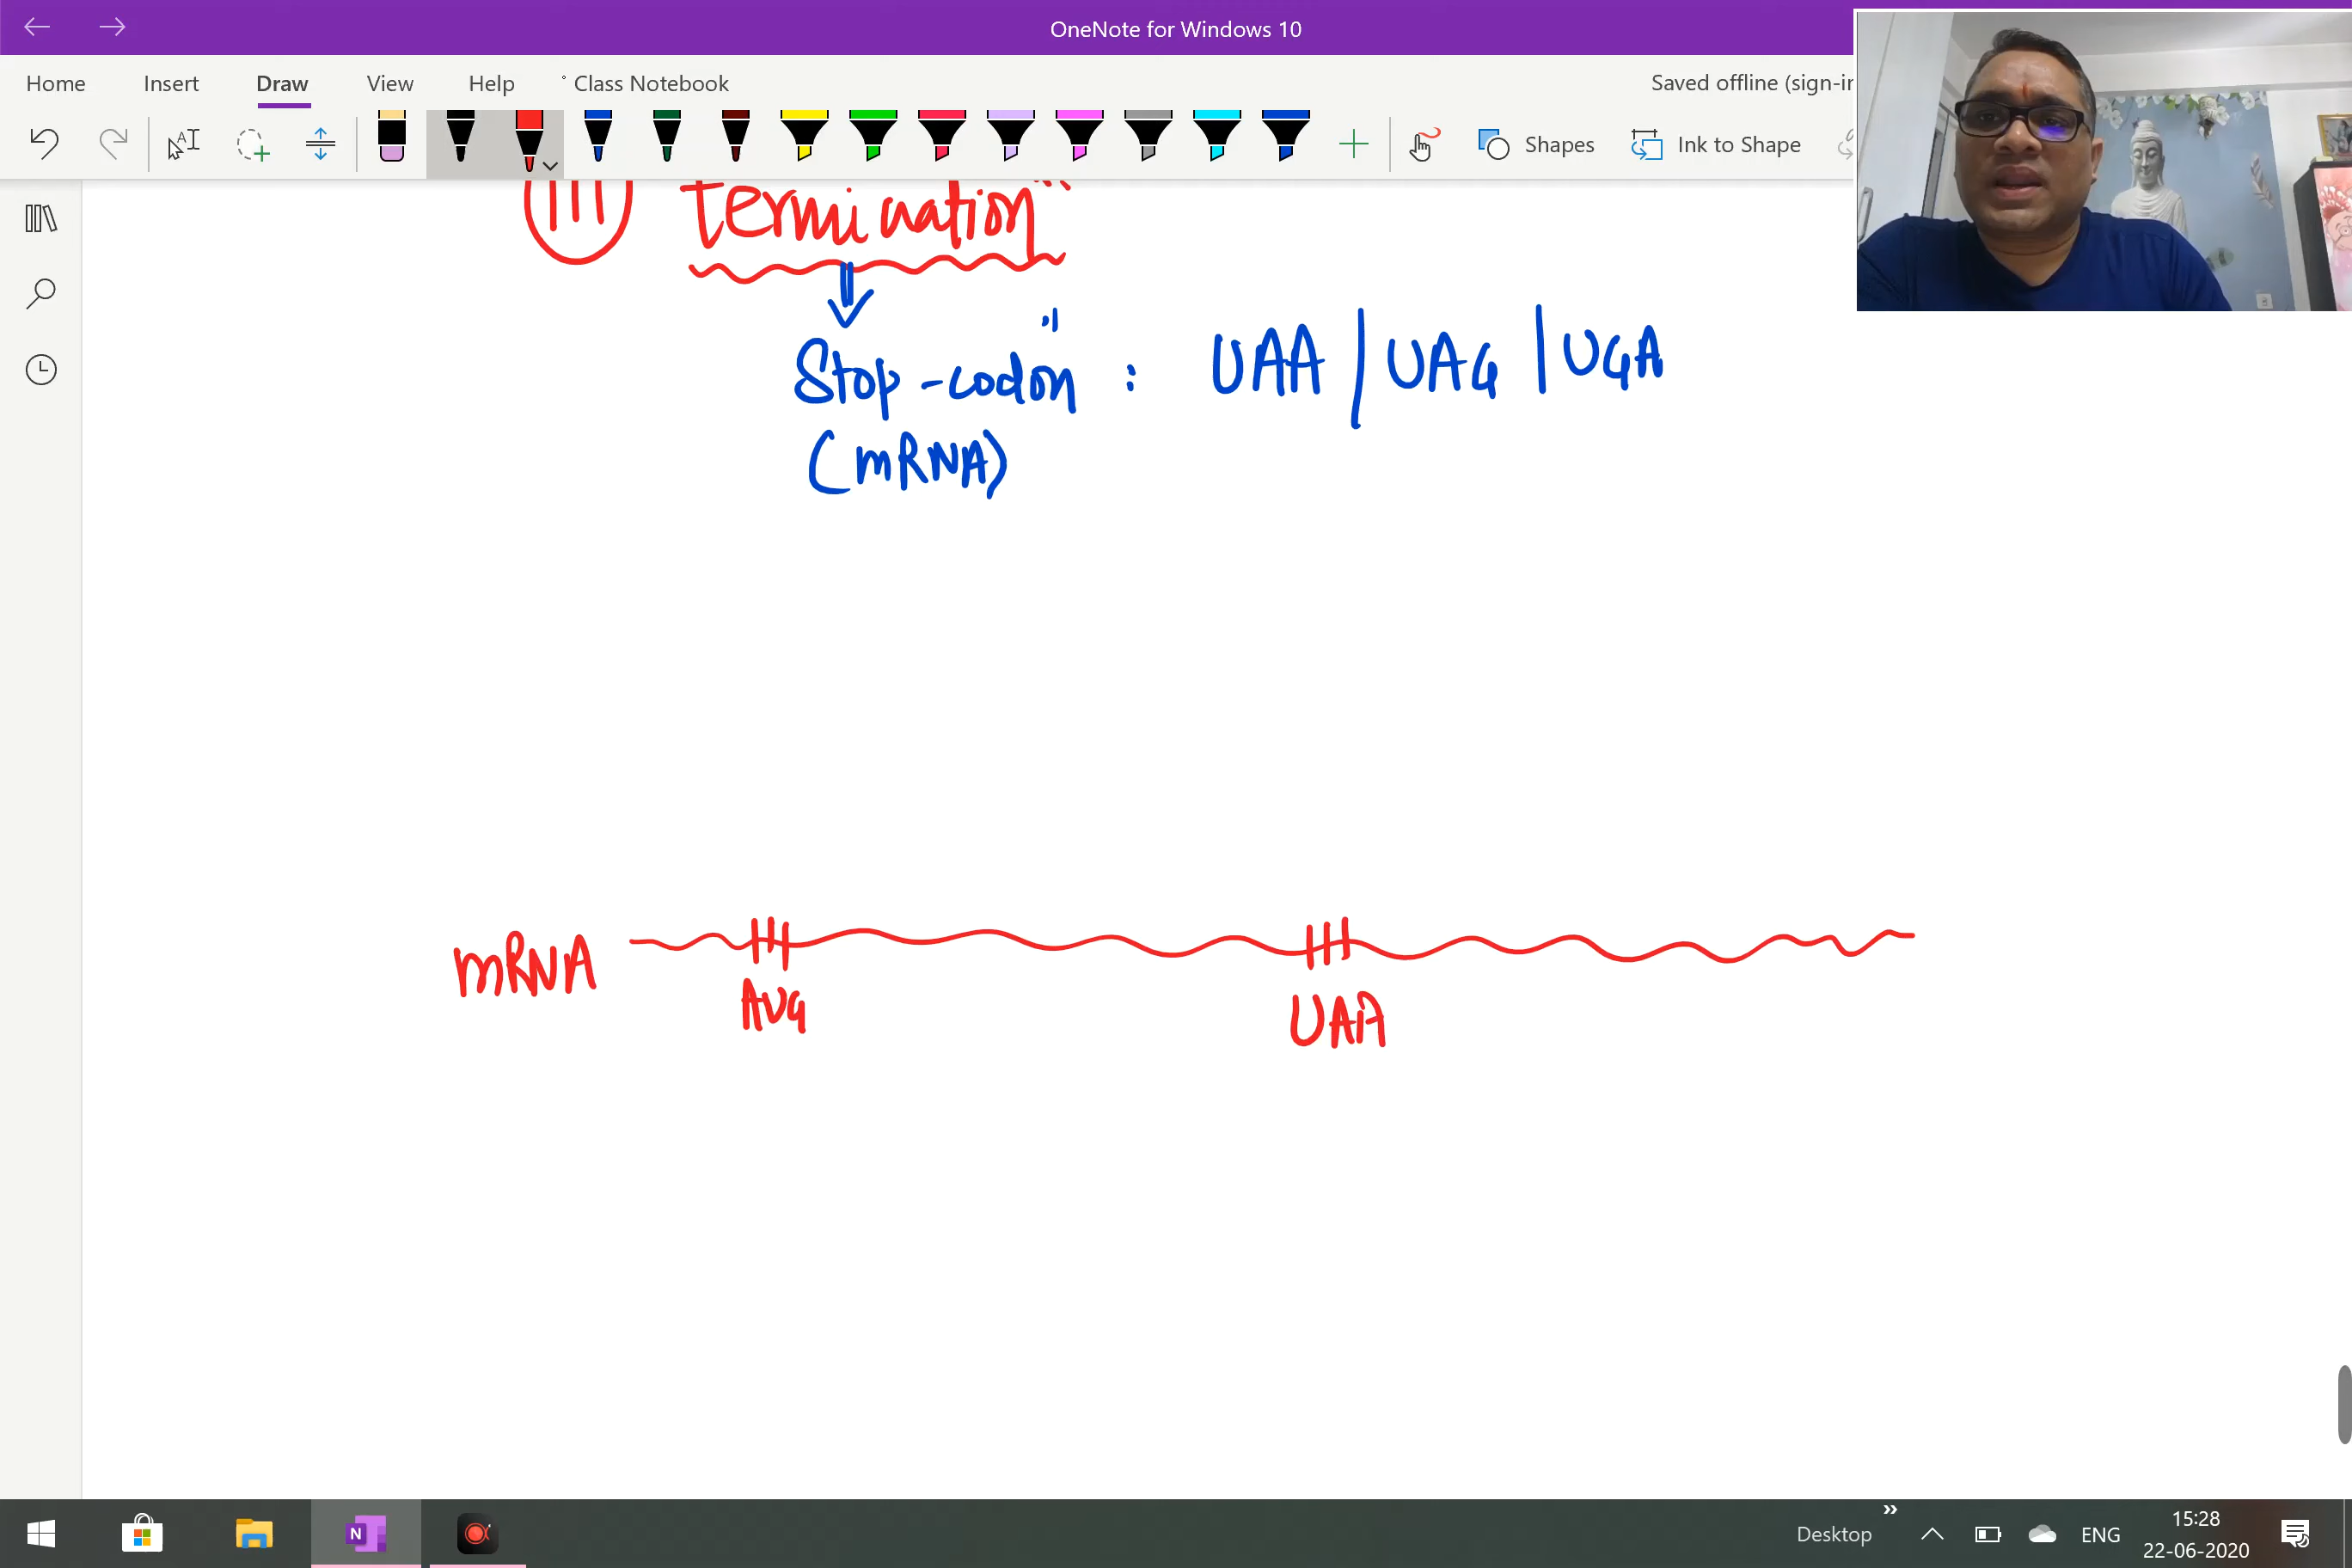 OneNote for Windows 10
Home Insert Draw View Help Class Notebook
Saved offline (sign-in
Shapes Ink to Shape
III termination"
Stop-codon" : UAA | UAG | UGA
(mRNA)
mRNA
AUG UAA
Desktop ENG 15:28
22-06-2020